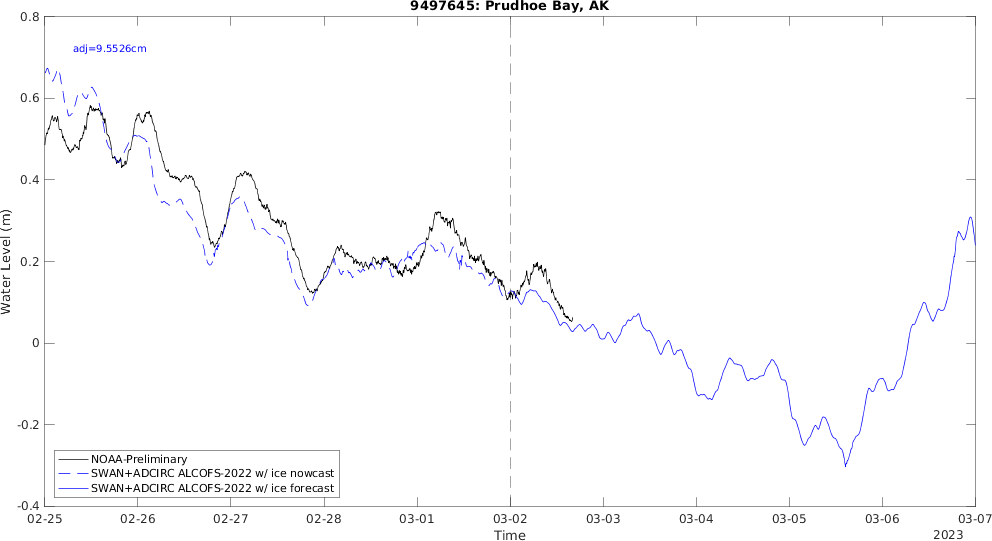 9497645: Prudhoe Bay, AK
adj=9.5526cm
Water Level (m)
0.8
0.6
0.4
0.2
0
-0.2
-0.4
NOAA-Preliminary
SWAN+ADCIRC ALCOFS-2022 w/ ice nowcast
SWAN+ADCIRC ALCOFS-2022 w/ ice forecast
02-25 02-26 02-27 02-28 03-01 03-02 03-03 03-04 03-05 03-06 03-07
Time
2023